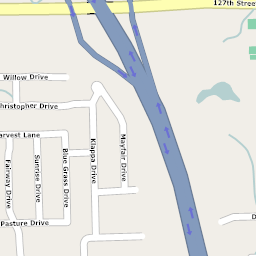 127th Street
Willow Drive
Christopher Drive
Harvest Lane
Fairway Drive
Sunrise Drive
Blue Grass Drive
Klappa Drive
Mayfair Drive
Pasture Drive
D